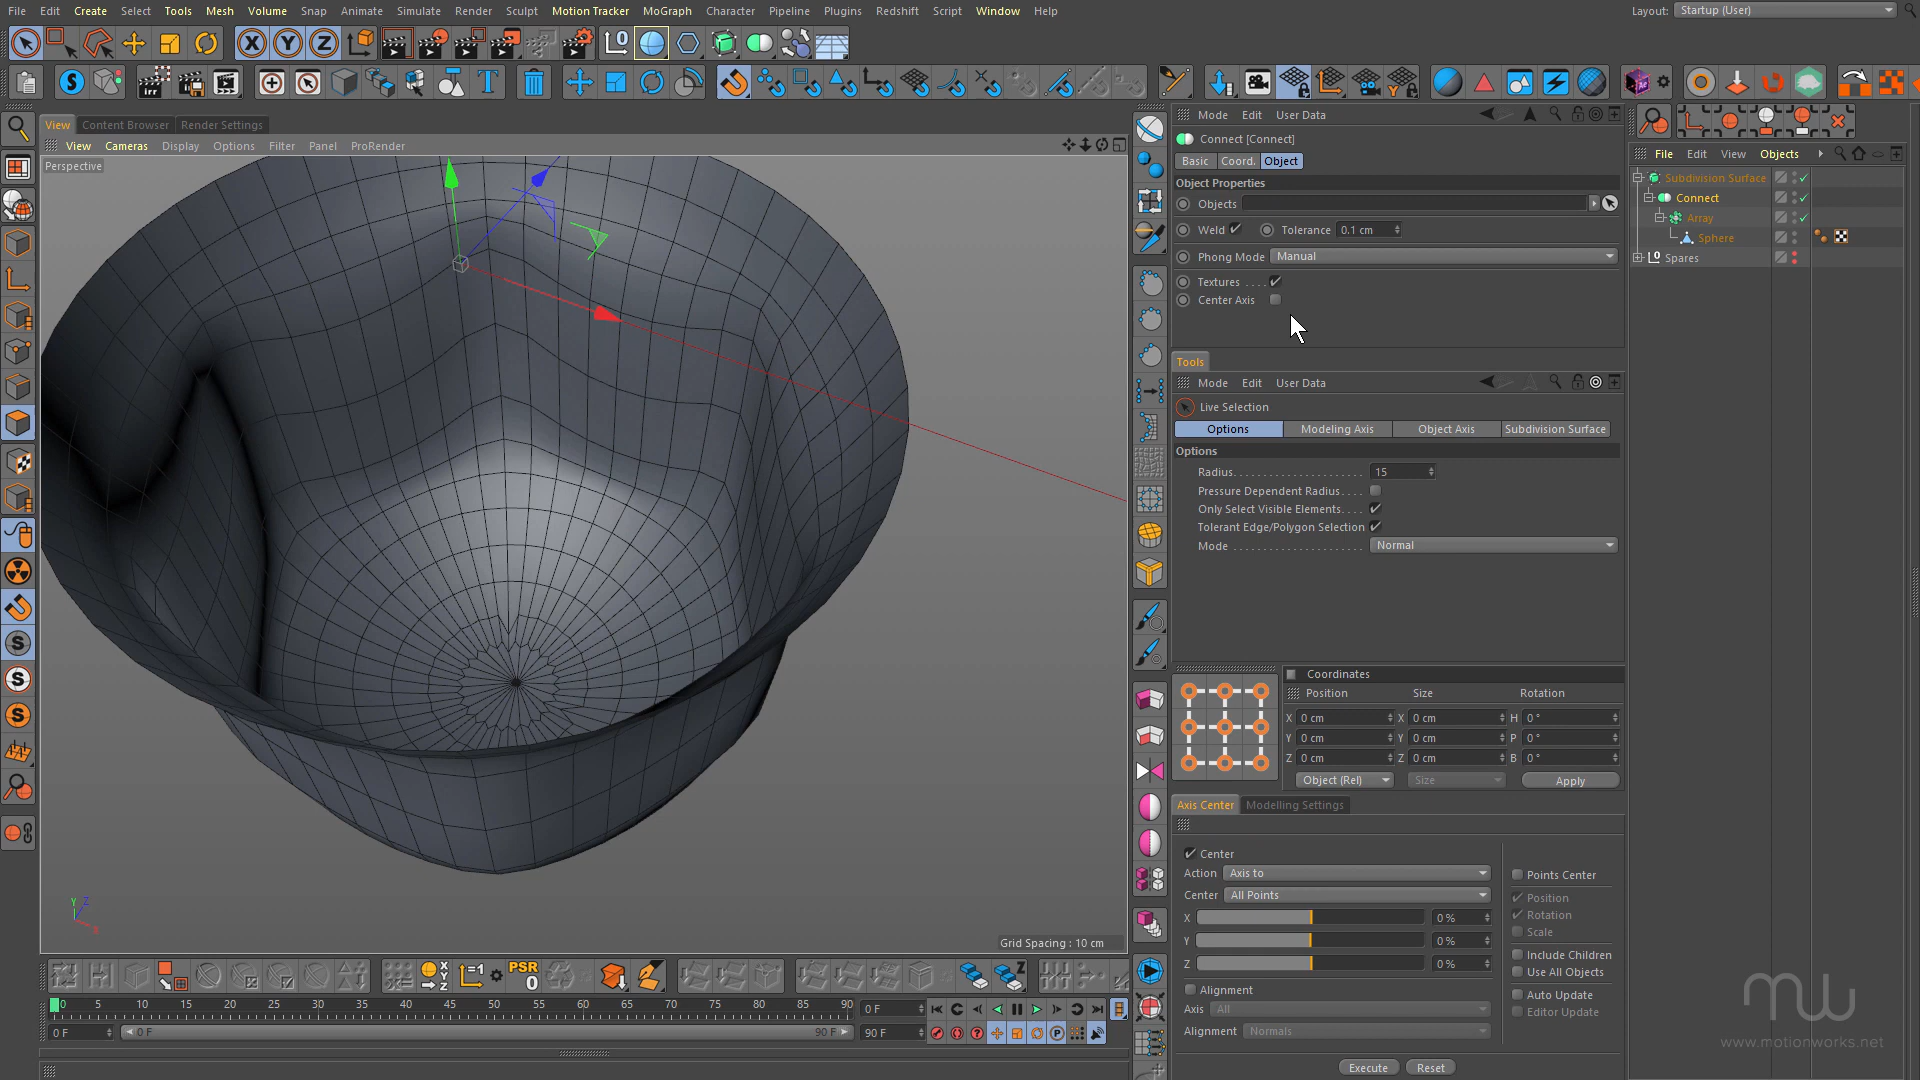 File Edit Create Select Tools Mesh Volume Snap Animate Simulate Render Sculpt Motion Tracker MoGraph Character Pipeline Plugins Redshift Script Window Help Layout: Startup (User)
View Content Browser Render Settings
View Cameras Display Options Filter Panel ProRender
Perspective
Grid Spacing : 10 cm
Mode Edit User Data
Connect [Connect]
Basic Coord. Object
Object Properties
Objects
Weld Tolerance 0.1 cm
Phong Mode Manual
Textures . . . .
Center Axis
Tools
Mode Edit User Data
Live Selection
Options Modeling Axis Object Axis Subdivision Surface
Options
Radius. . . . . . . . . . . . . . . . . . . . . . 15
Pressure Dependent Radius. . . .
Only Select Visible Elements. . . .
Tolerant Edge/Polygon Selection
Mode . . . . . . . . . . . . . . . . . . . . . . Normal
Coordinates
Position Size Rotation
X 0 cm X 0 cm H 0 °
Y 0 cm Y 0 cm P 0 °
Z 0 cm Z 0 cm B 0 °
Object (Rel) Size Apply
Axis Center Modelling Settings
Center
Action Axis to
Center All Points
X 0 %
Y 0 %
Z 0 %
Alignment
Axis All
Alignment Normals
Points Center
Position
Rotation
Scale
Include Children
Use All Objects
Auto Update
Editor Update
Execute Reset
File Edit View Objects
Subdivision Surface
Connect
Array
Sphere
Spares
PSR
0
0 5 10 15 20 25 30 35 40 45 50 55 60 65 70 75 80 85 90 0 F
0 F 0 F 90 F 90 F
mw
www.motionworks.net